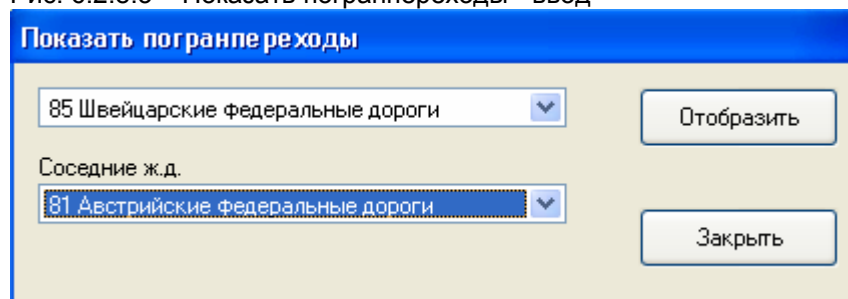 Показать погранпереходы
85 Швейцарские федеральные дороги
Отобразить
Соседние ж.д.
81 Австрийские федеральные дороги
Закрыть